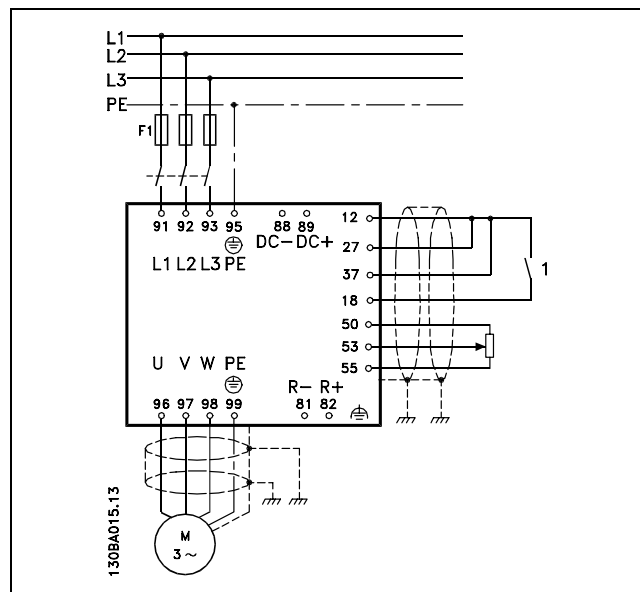 L1
L2
L3
PE
F1
91 92 93 95 88 89 12
DC- DC+
27
L1 L2 L3 PE
37
1
18
50
53
U V W PE
55
R- R+
96 97 98 99 81 82
M
3 ~
130BA015.13